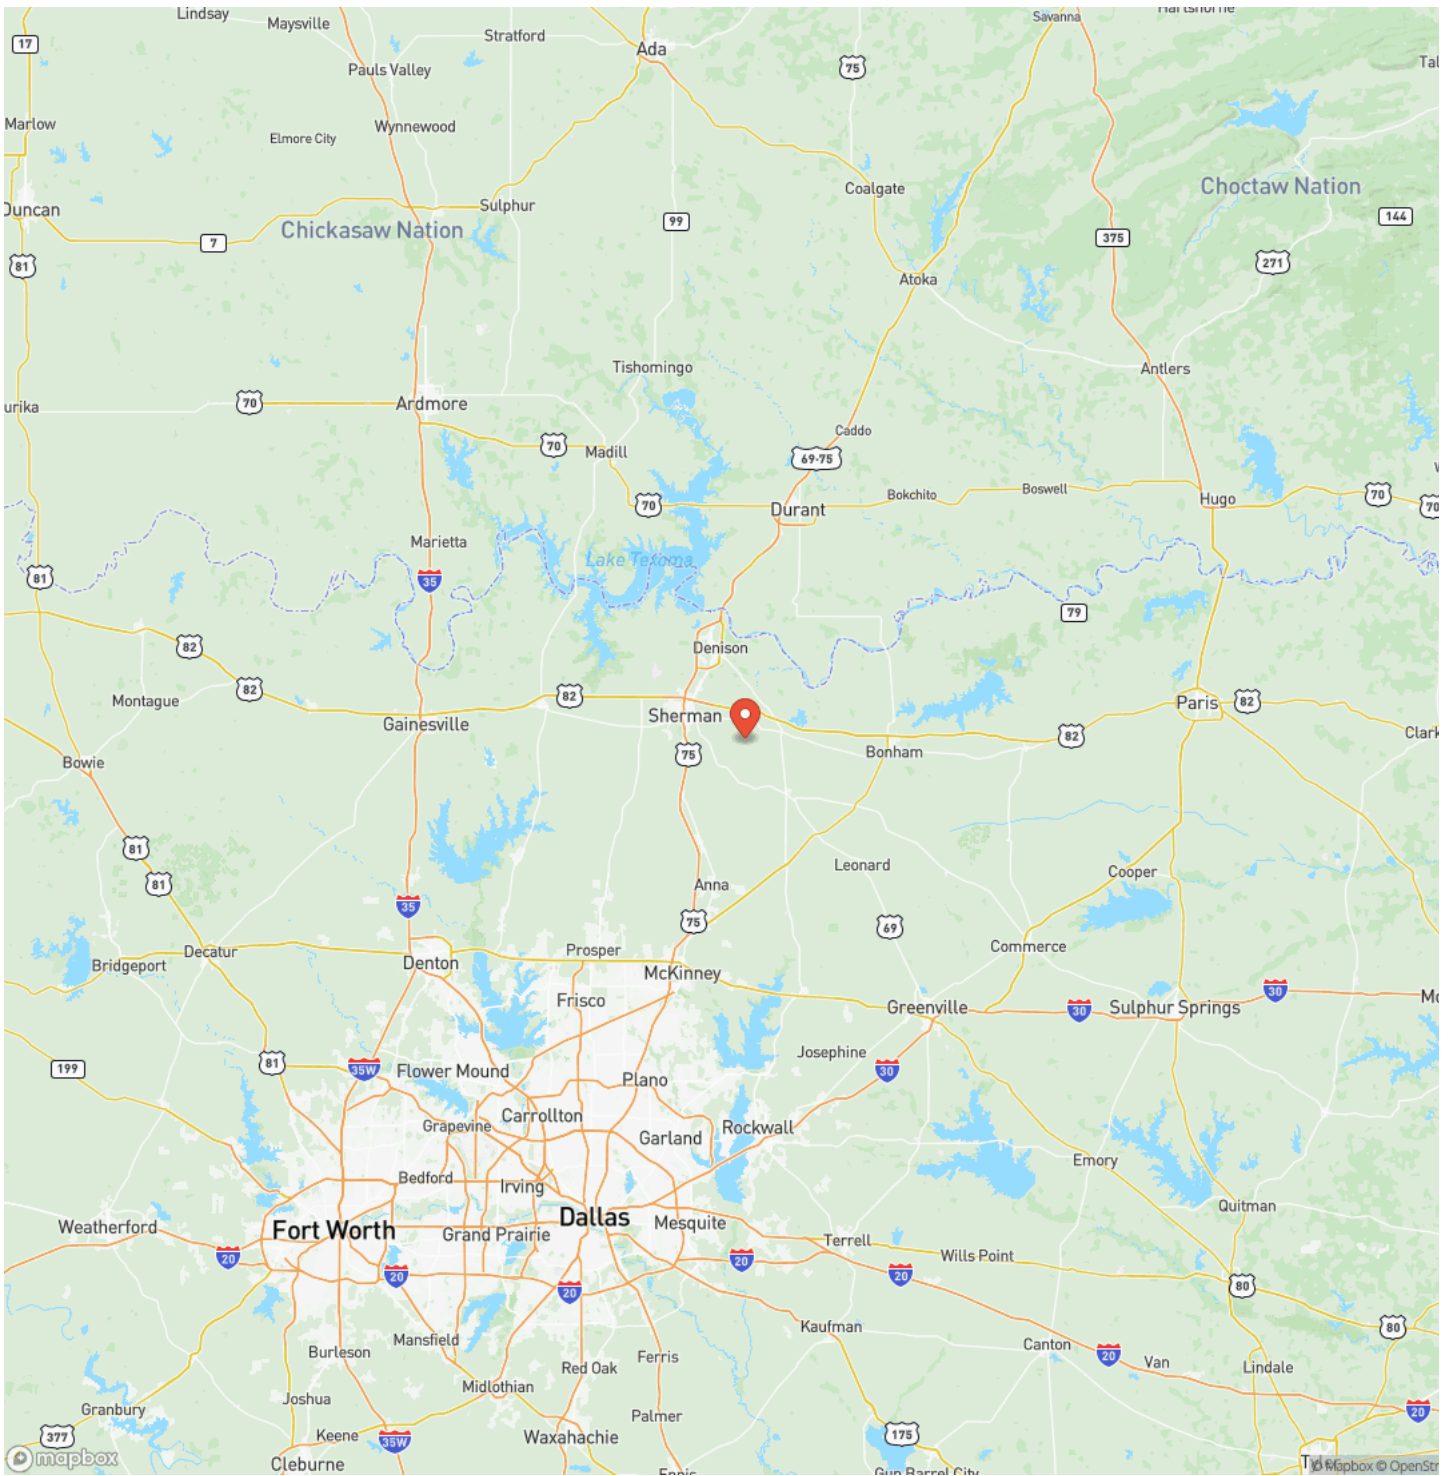 Lindsay
Maysville
Stratford
Savanna
Hartshorne
17
Ada
Pauls Valley
75
Marlow
Wynnewood
Elmore City
Coalgate
Choctaw Nation
Duncan
Sulphur
99
144
Chickasaw Nation
7
375
81
271
Atoka
Tishomingo
Antlers
70
Ardmore
urika
Caddo
70
Madill
69-75
70
Bokchito
Boswell
Hugo
70
70
Durant
Marietta
Lake Texoma
81
35
79
82
Denison
82
82
Montague
Paris
82
Sherman
Gainesville
Clark
82
75
Bonham
Bowie
81
81
Leonard
Cooper
Anna
35
75
69
Decatur
Prosper
Commerce
Bridgeport
Denton
McKinney
30
Frisco
Greenville
30
Sulphur Springs
Josephine
81
199
35W
Flower Mound
30
Plano
Carrollton
Grapevine
Rockwall
Garland
Emory
Bedford
Irving
Quitman
Weatherford
Fort Worth
Dallas
Mesquite
Grand Prairie
Terrell
Wills Point
20
20
20
20
20
80
Kaufman
80
Mansfield
Canton
Burleson
Ferris
20
Van
Red Oak
Lindale
Midlothian
Joshua
Granbury
Palmer
20
377
Keene
35W
Waxahachie
175
mapbox
Cleburne
Ennis
Gun Barrel City
© Mapbox © OpenStr